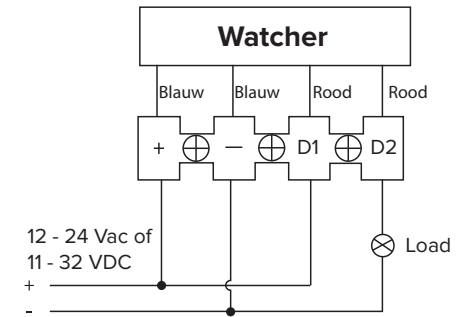 Watcher
Blauw Blauw Rood Rood
+ — D1 D2
12 - 24 Vac of
11 - 32 VDC
Load
+
-